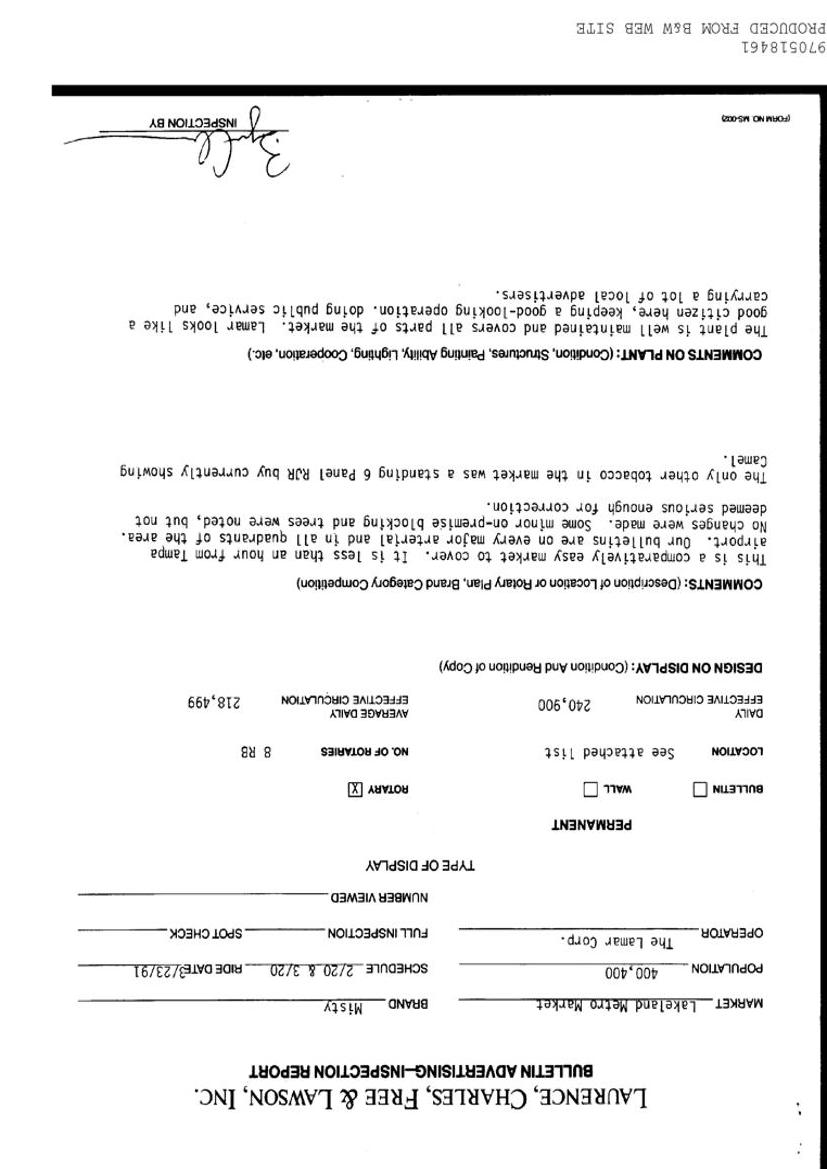 LAURENCE, CHARLES, FREE & LAWSON, INC.
BULLETIN ADVERTISING—INSPECTION REPORT
MARKET Lakeland Metro Market BRAND Misty
POPULATION 400,400 SCHEDULE 2/20 & 3/20 RIDE DATE 3/23/91
OPERATOR The Lamar Corp. FULL INSPECTION SPOT CHECK
NUMBER VIEWED
TYPE OF DISPLAY
PERMANENT
BULLETIN WALL ROTARY X
LOCATION See attached list NO. OF ROTARIES 8 RB
DAILY EFFECTIVE CIRCULATION 240,900 AVERAGE DAILY EFFECTIVE CIRCULATION 218,499
DESIGN ON DISPLAY: (Condition And Rendition of Copy)
COMMENTS: (Description of Location or Rotary Plan, Brand Category Competition)
This is a comparatively easy market to cover. It is less than an hour from Tampa
airport. Our bulletins are on every major arterial and in all quadrants of the area.
No changes were made. Some minor on-premise blocking and trees were noted, but not
deemed serious enough for correction.
The only other tobacco in the market was a standing 6 Panel RJR buy currently showing
Camel.
COMMENTS ON PLANT: (Condition, Structures, Painting Ability, Lighting, Cooperation, etc.)
The plant is well maintained and covers all parts of the market. Lamar looks like a
good citizen here, keeping a good-looking operation. doing public service, and
carrying a lot of local advertisers.
INSPECTION BY
(FORM NO. MS-002)
970518461
PRODUCED FROM B&W WEB SITE